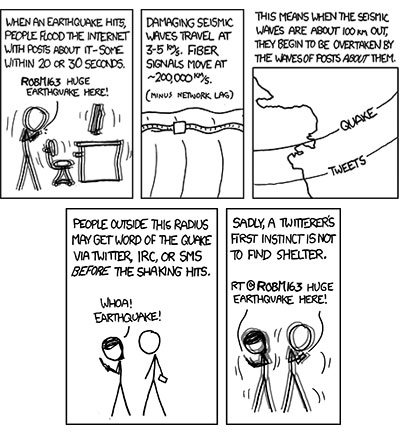 WHEN AN EARTHQUAKE HITS,
PEOPLE FLOOD THE INTERNET
WITH POSTS ABOUT IT-SOME
WITHIN 20 OR 30 SECONDS.
ROBM163 HUGE
EARTHQUAKE HERE!
DAMAGING SEISMIC
WAVES TRAVEL AT
3-5 km/s. FIBER
SIGNALS MOVE AT
~200,000 km/s.
(MINUS NETWORK LAG)
THIS MEANS WHEN THE SEISMIC
WAVES ARE ABOUT 100 KM OUT,
THEY BEGIN TO BE OVERTAKEN
BY THE WAVES OF POSTS ABOUT THEM.
QUAKE
TWEETS
PEOPLE OUTSIDE THIS RADIUS
MAY GET WORD OF THE QUAKE
VIA TWITTER, IRC, OR SMS
BEFORE THE SHAKING HITS.
WHOA!
EARTHQUAKE!
SADLY, A TWITTERER'S
FIRST INSTINCT IS NOT
TO FIND SHELTER.
RT @ROBM163 HUGE
EARTHQUAKE HERE!